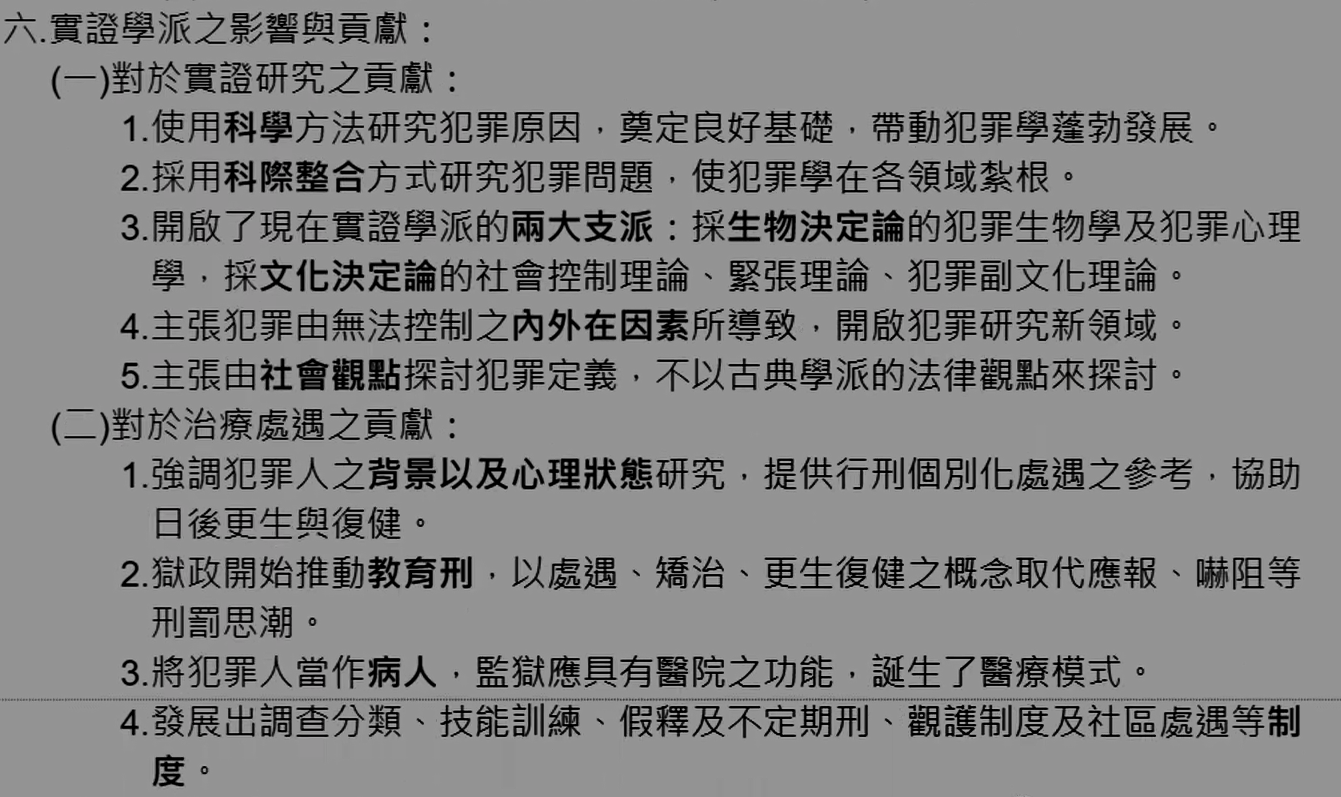 六.實證學派之影響與貢獻：
(一)對於實證研究之貢獻：
1.使用科學方法研究犯罪原因，奠定良好基礎，帶動犯罪學蓬勃發展。
2.採用科際整合方式研究犯罪問題，使犯罪學在各領域紮根。
3.開啟了現在實證學派的兩大支派：採生物決定論的犯罪生物學及犯罪心理
學，採文化決定論的社會控制理論、緊張理論、犯罪副文化理論。
4.主張犯罪由無法控制之內外在因素所導致，開啟犯罪研究新領域。
5.主張由社會觀點探討犯罪定義，不以古典學派的法律觀點來探討。
(二)對於治療處遇之貢獻：
1.強調犯罪人之背景以及心理狀態研究，提供行刑個別化處遇之參考，協助
日後更生與復健。
2.獄政開始推動教育刑，以處遇、矯治、更生復健之概念取代應報、嚇阻等
刑罰思潮。
3.將犯罪人當作病人，監獄應具有醫院之功能，誕生了醫療模式。
4.發展出調查分類、技能訓練、假釋及不定期刑、觀護制度及社區處遇等制
度。